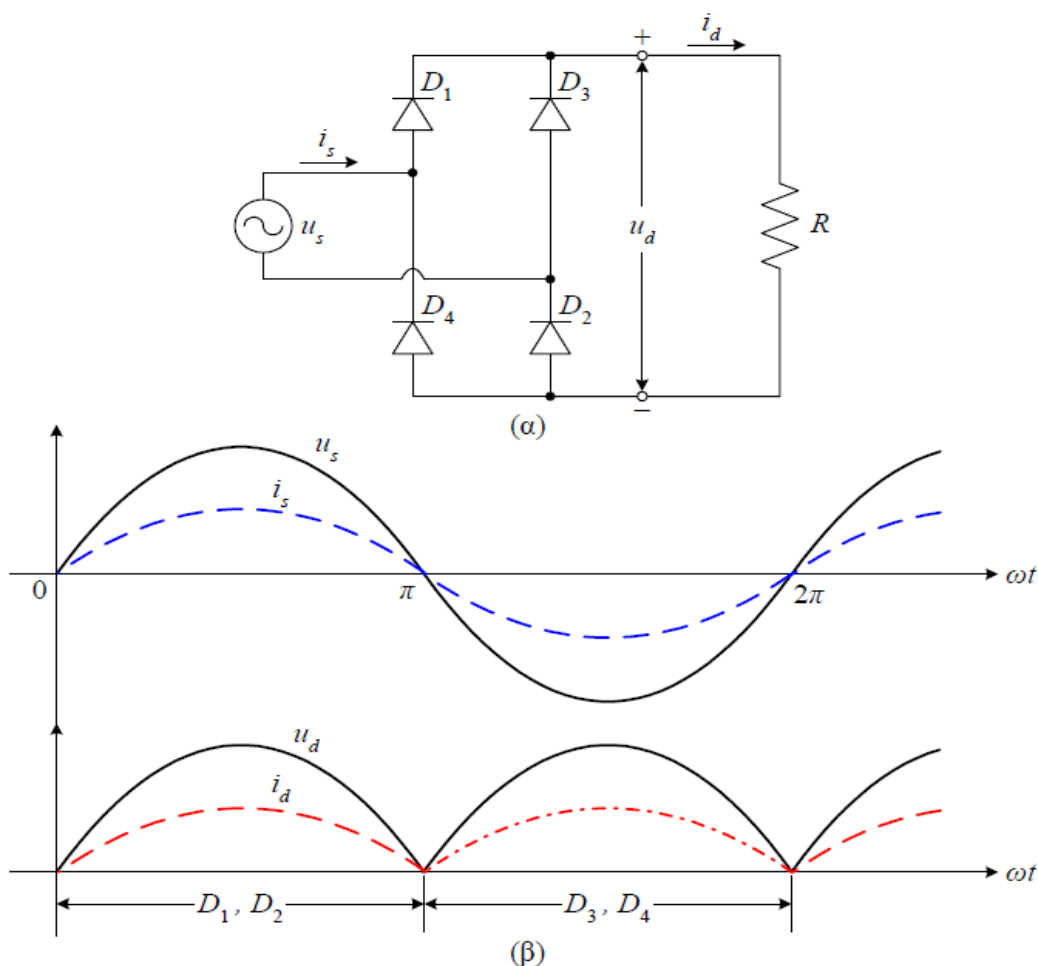 + i_d
D_1 D_3
i_s
u_s u_d R
D_4 D_2
−
(α)
u_s
i_s
0 π 2π ωt
u_d
i_d
ωt
D_1, D_2 D_3, D_4
(β)